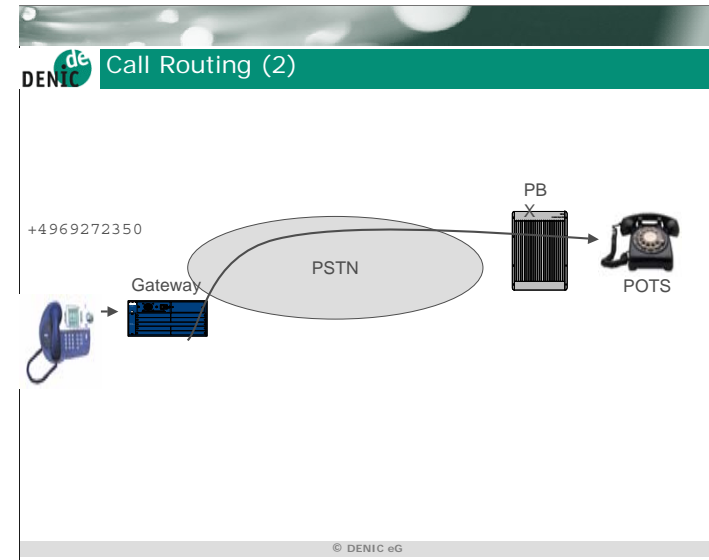 de
DENIC
Call Routing (2)
PB
X
+4969272350
PSTN
Gateway
POTS
© DENIC eG